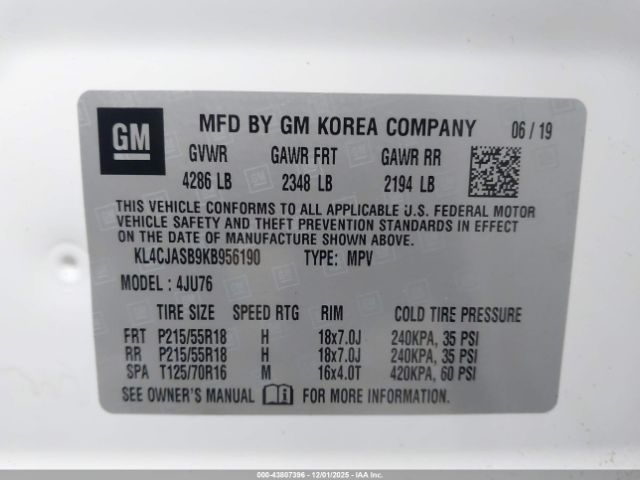 GM MFD BY GM KOREA COMPANY 06 / 19
GVWR GAWR FRT GAWR RR
4286 LB 2348 LB 2194 LB
THIS VEHICLE CONFORMS TO ALL APPLICABLE U.S. FEDERAL MOTOR
VEHICLE SAFETY AND THEFT PREVENTION STANDARDS IN EFFECT
ON THE DATE OF MANUFACTURE SHOWN ABOVE.
KL4CJASB9KB956190 TYPE: MPV
MODEL : 4JU76
TIRE SIZE SPEED RTG RIM COLD TIRE PRESSURE
FRT P215/55R18 H 18x7.0J 240KPA, 35 PSI
RR P215/55R18 H 18x7.0J 240KPA, 35 PSI
SPA T125/70R16 M 16x4.0T 420KPA, 60 PSI
SEE OWNER'S MANUAL i FOR MORE INFORMATION.
000-43807396 - 12/01/2025 - IAA Inc. Copyright